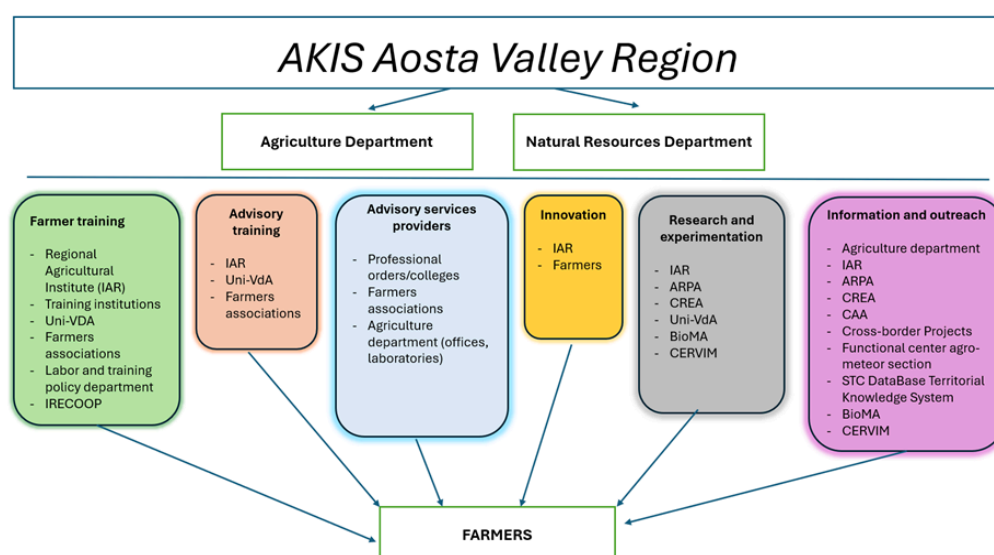 AKIS Aosta Valley Region
Agriculture Department
Natural Resources Department
Farmer training
- Regional
Agricultural
Institute (IAR)
- Training institutions
- Uni-VDA
- Farmers
associations
- Labor and training
policy department
- IRECOOP
Advisory
training
- IAR
- Uni-VdA
- Farmers
associations
Advisory services
providers
- Professional
orders/colleges
- Farmers
associations
- Agriculture
department (offices,
laboratories)
Innovation
- IAR
- Farmers
Research and
experimentation
- IAR
- ARPA
- CREA
- Uni-VdA
- BioMA
- CERVIM
Information and outreach
- Agriculture department
- IAR
- ARPA
- CREA
- CAA
- Cross-border Projects
- Functional center agro-
meteor section
- STC DataBase Territorial
Knowledge System
- BioMA
- CERVIM
FARMERS